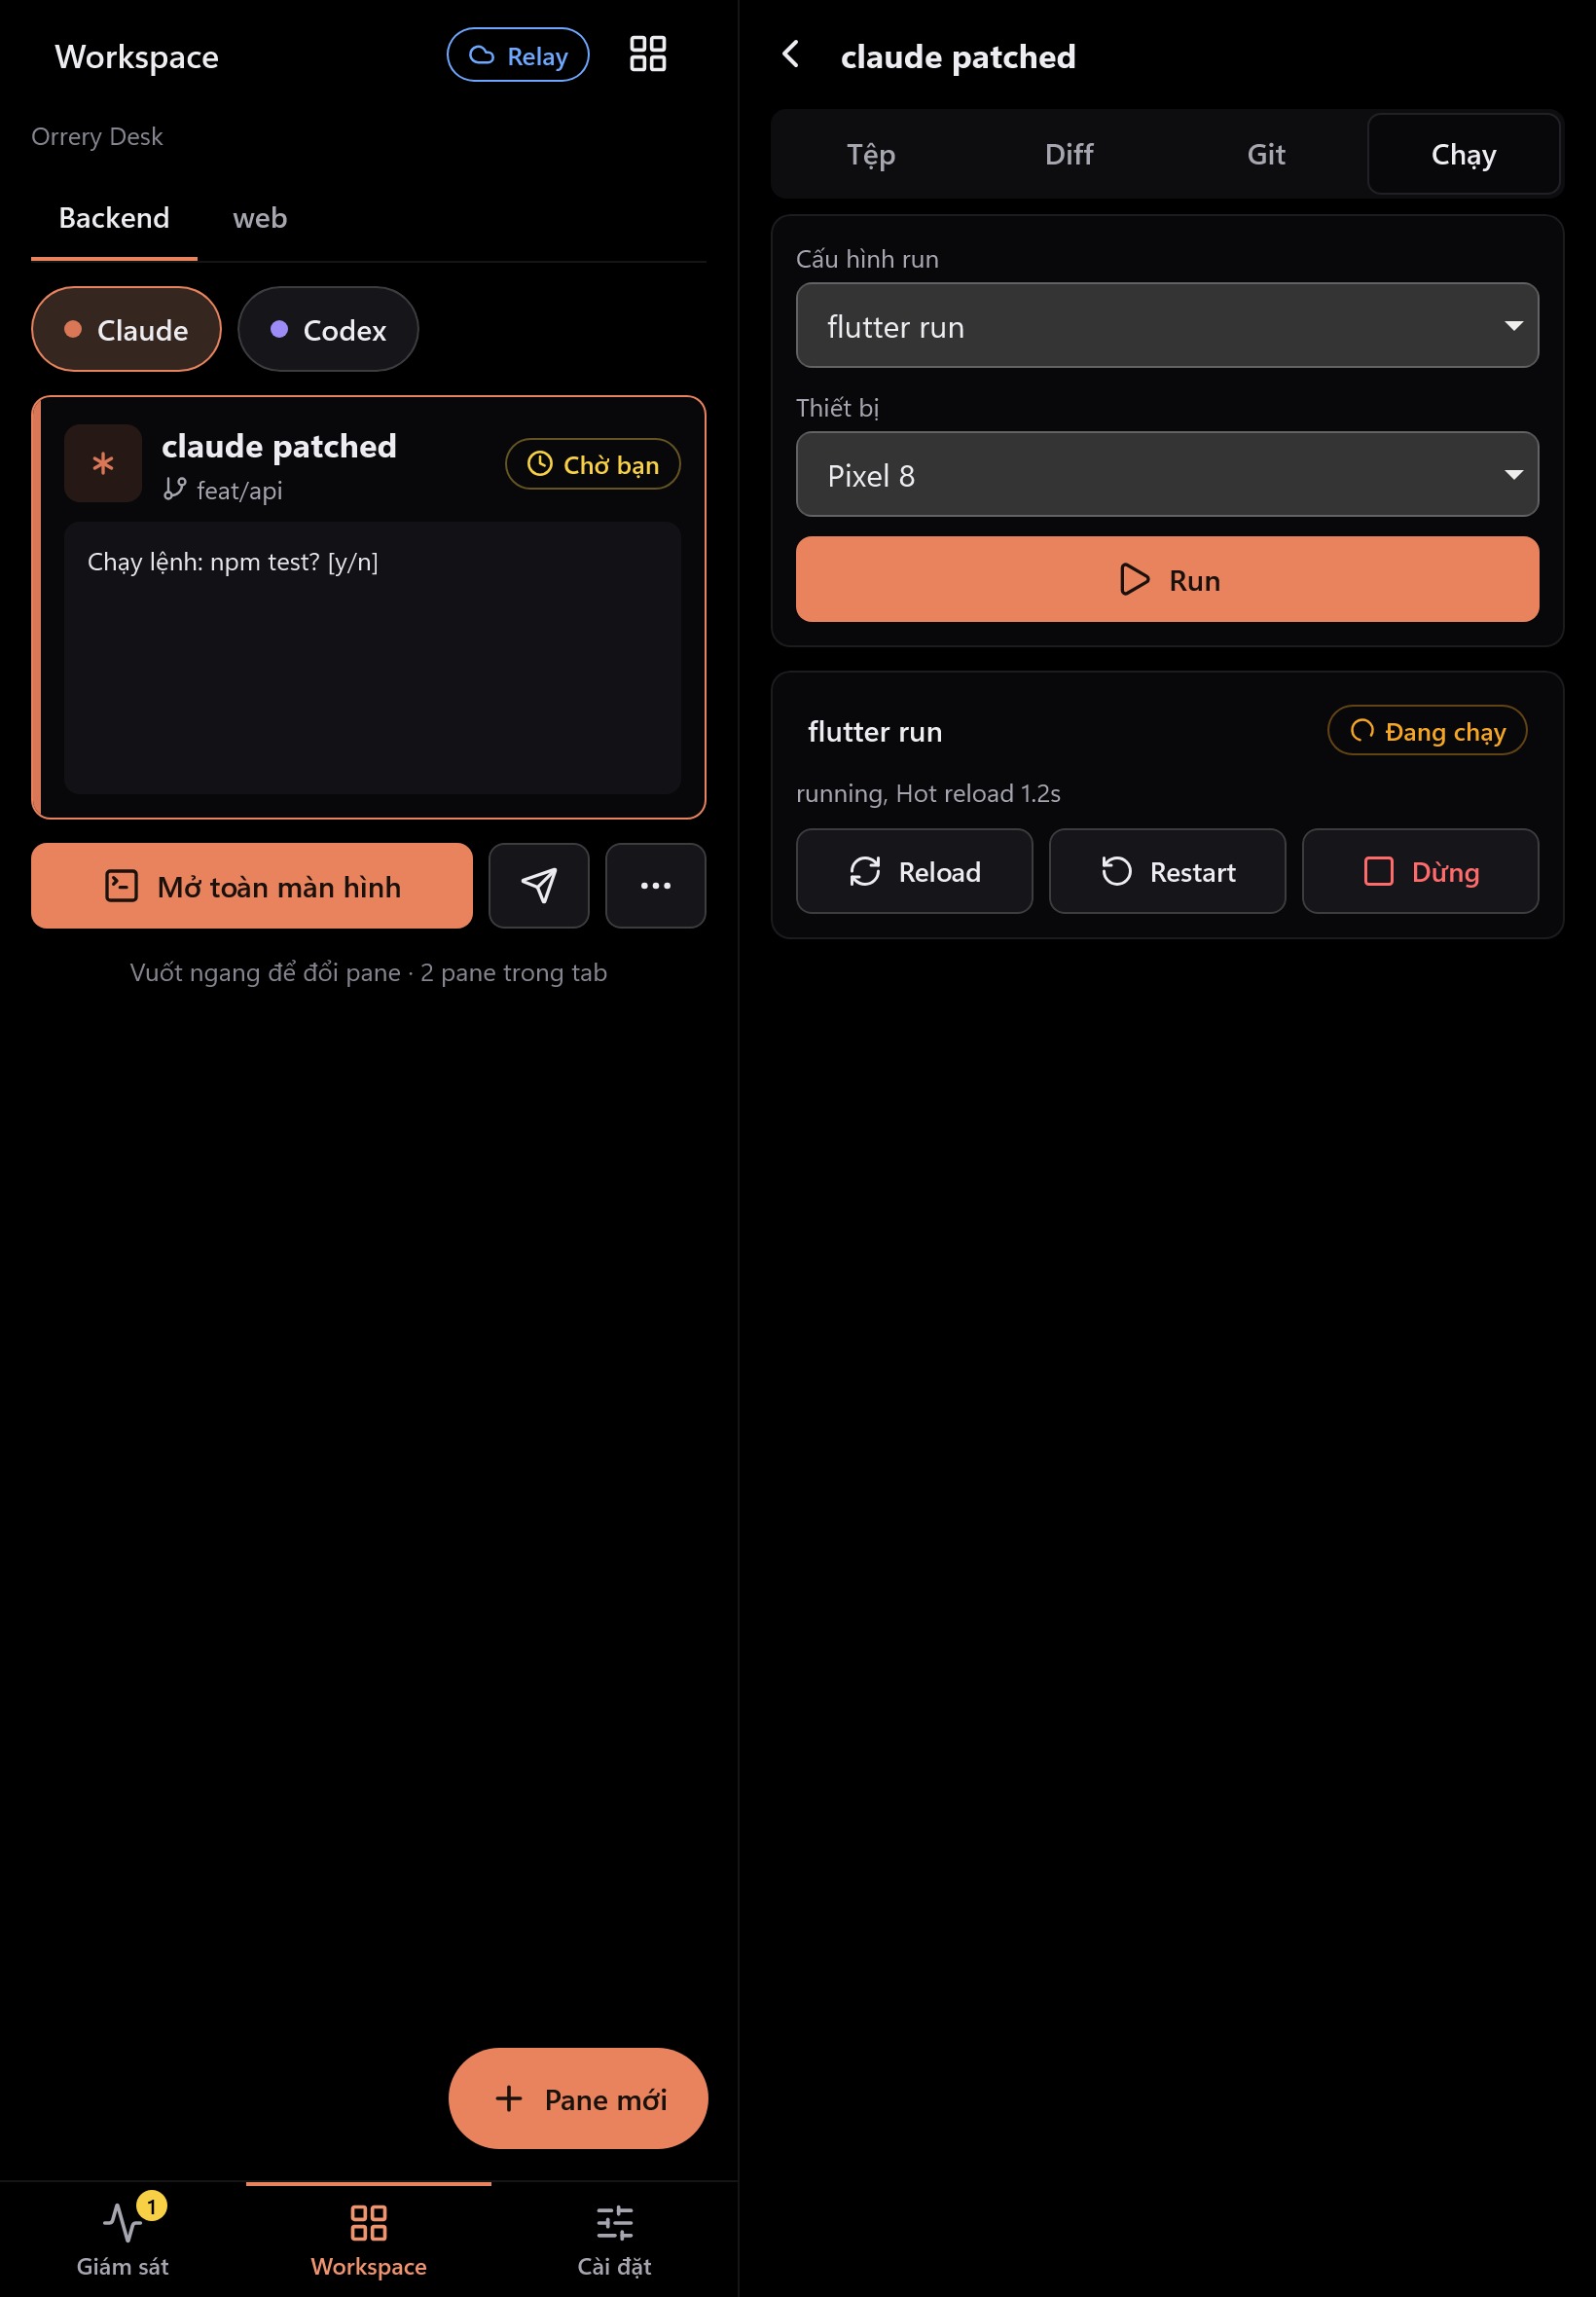 Workspace
Relay
Orrery Desk
Backend
web
Claude
Codex
claude patched
Chờ bạn
feat/api
Chạy lệnh: npm test? [y/n]
Mở toàn màn hình
Vuốt ngang để đổi pane · 2 pane trong tab
Pane mới
1
Giám sát
Workspace
Cài đặt
claude patched
Tệp
Diff
Git
Chạy
Cấu hình run
flutter run
Thiết bị
Pixel 8
Run
flutter run
Đang chạy
running, Hot reload 1.2s
Reload
Restart
Dừng